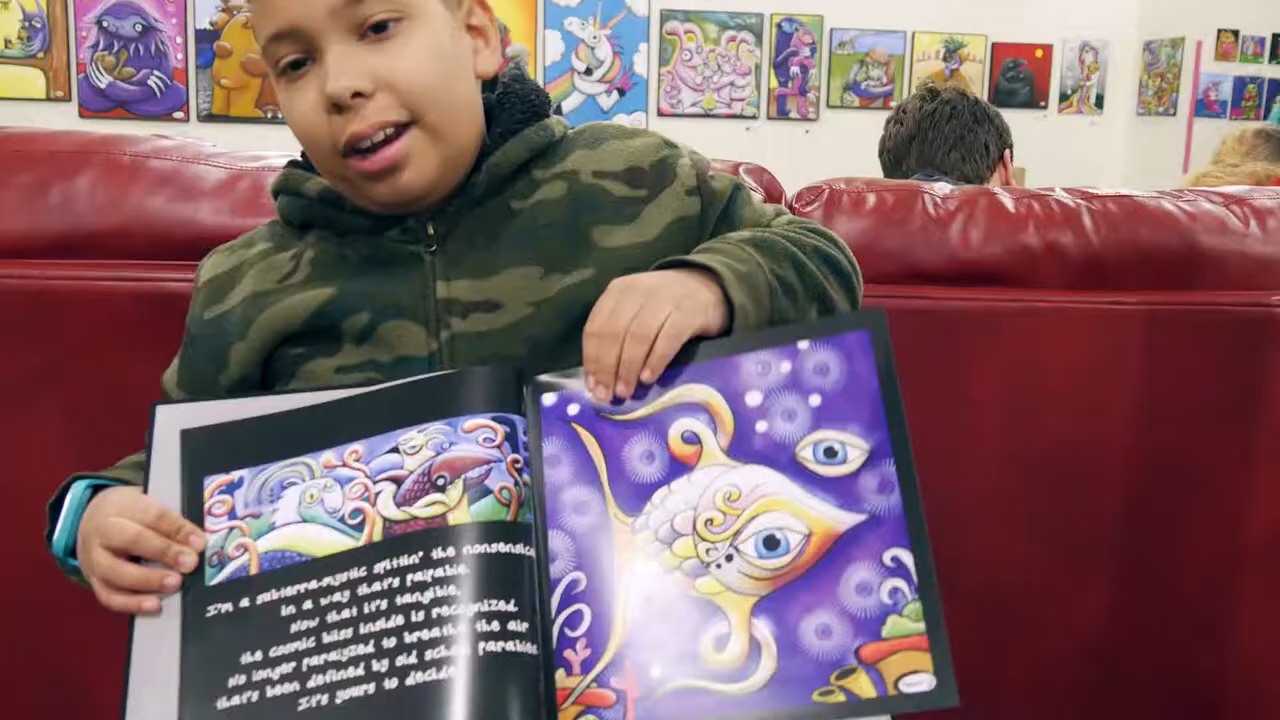 I'm a subterra-mystic spittin' the nonsensical
in a way that's palpable.
Now that it's tangible,
the cosmic bliss inside is recognized
No longer paralyzed to breathe the air
that's been defined by old school parables
It's yours to decide